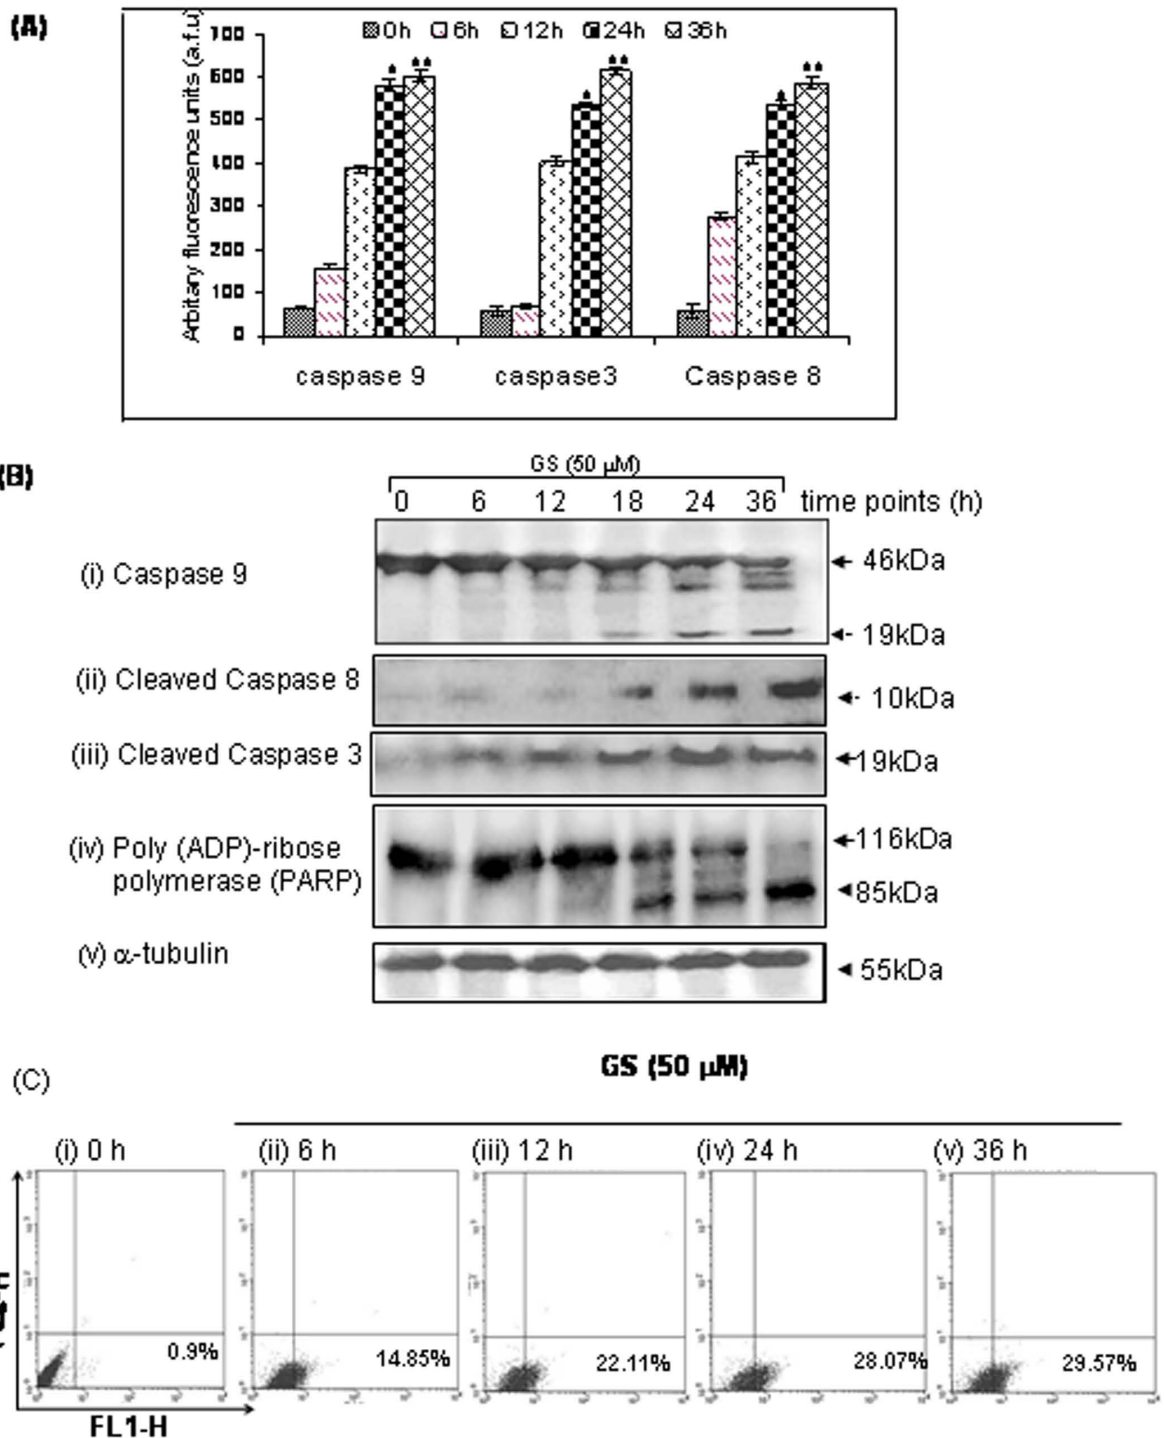 (A)
0h 6h 12h 24h 36h
Arbitary fluorescence units (a.f.u)
700
600
500
400
300
200
100
0
caspase 9 caspase3 Caspase 8
(B)
GS (50 µM)
0 6 12 18 24 36 time points (h)
(i) Caspase 9
46kDa
19kDa
(ii) Cleaved Caspase 8
10kDa
(iii) Cleaved Caspase 3
19kDa
(iv) Poly (ADP)-ribose
polymerase (PARP)
116kDa
85kDa
(v) α-tubulin
55kDa
GS (50 µM)
(C)
(i) 0 h (ii) 6 h (iii) 12 h (iv) 24 h (v) 36 h
0.9% 14.85% 22.11% 28.07% 29.57%
FL1-H